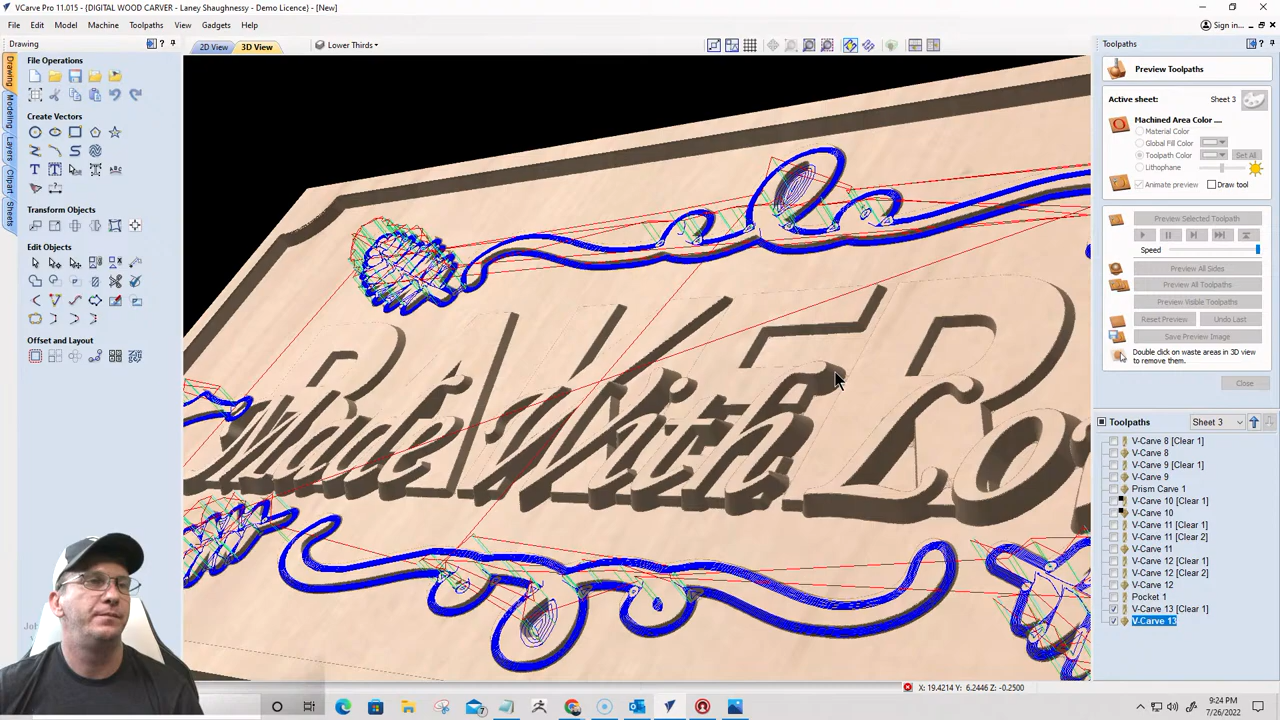 VCarve Pro 11.015 - {DIGITAL WOOD CARVER - Laney Shaughnessy - Demo Licence} - [New]
File Edit Model Machine Toolpaths View Gadgets Help
Sign in...
Drawing
2D View
3D View
Lower Thirds
Toolpaths
Drawing
Modeling
Layers
Clipart
Sheets
File Operations
Create Vectors
Transform Objects
Edit Objects
Offset and Layout
Made With Lo
Preview Toolpaths
Active sheet: Sheet 3
Machined Area Color ....
Material Color
Global Fill Color
Toolpath Color
Set All
Lithophane
Animate preview
Draw tool
Preview Selected Toolpath
Speed
Preview All Sides
Preview All Toolpaths
Preview Visible Toolpaths
Reset Preview
Undo Last
Save Preview Image
Double click on waste areas in 3D view
to remove them.
Close
Toolpaths
Sheet 3
V-Carve 8 [Clear 1]
V-Carve 8
V-Carve 9 [Clear 1]
V-Carve 9
Prism Carve 1
V-Carve 10 [Clear 1]
V-Carve 10
V-Carve 11 [Clear 1]
V-Carve 11 [Clear 2]
V-Carve 11
V-Carve 12 [Clear 1]
V-Carve 12 [Clear 2]
V-Carve 12
Pocket 1
V-Carve 13 [Clear 1]
V-Carve 13
X: 19.4214 Y: 6.2446 Z: -0.2500
9:24 PM
7/26/2022